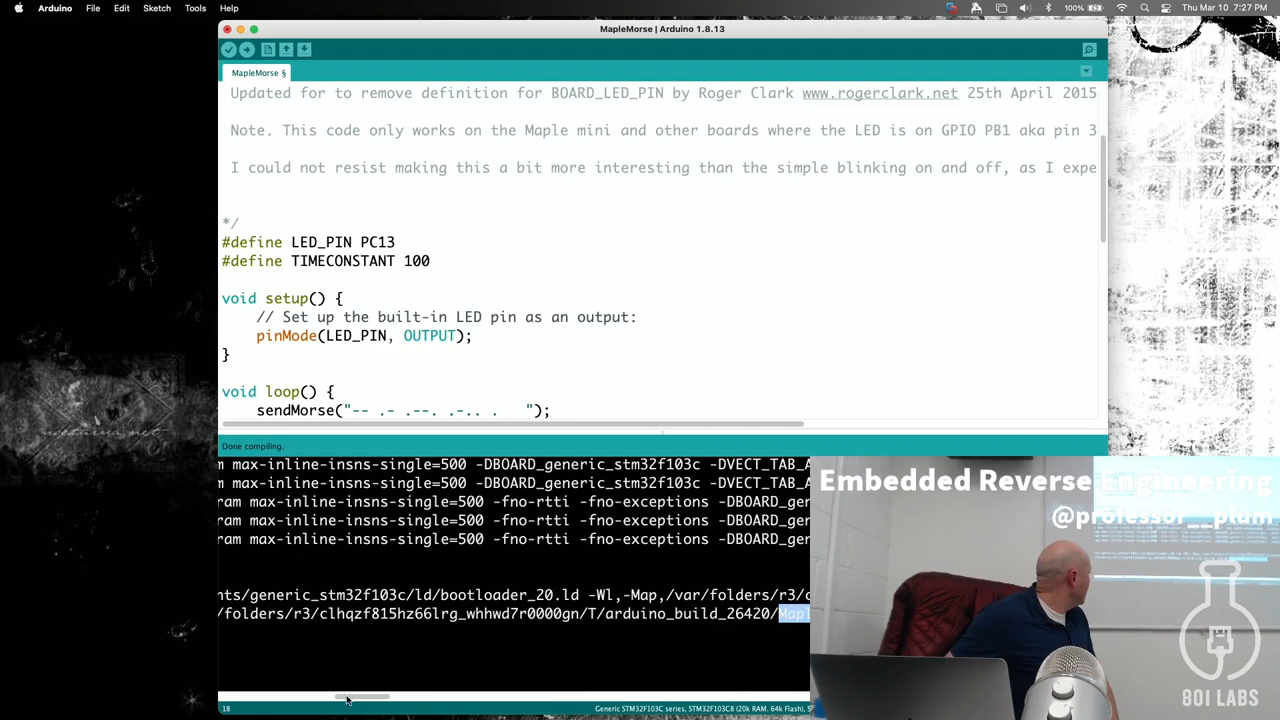 Arduino File Edit Sketch Tools Help
100% Thu Mar 10 7:27 PM
MapleMorse | Arduino 1.8.13
MapleMorse §
Updated for to remove definition for BOARD_LED_PIN by Roger Clark www.rogerclark.net 25th April 2015
Note. This code only works on the Maple mini and other boards where the LED is on GPIO PB1 aka pin 3
I could not resist making this a bit more interesting than the simple blinking on and off, as I expe
*/
#define LED_PIN PC13
#define TIMECONSTANT 100
void setup() {
// Set up the built-in LED pin as an output:
pinMode(LED_PIN, OUTPUT);
}
void loop() {
sendMorse("-- .- .--. .-.. .   ");
Done compiling.
m max-inline-insns-single=500 -DBOARD_generic_stm32f103c -DVECT_TAB_A
m max-inline-insns-single=500 -DBOARD_generic_stm32f103c -DVECT_TAB_A
ram max-inline-insns-single=500 -fno-rtti -fno-exceptions -DBOARD_ger
ram max-inline-insns-single=500 -fno-rtti -fno-exceptions -DBOARD_ger
ram max-inline-insns-single=500 -fno-rtti -fno-exceptions -DBOARD_ger
nts/generic_stm32f103c/ld/bootloader_20.ld -Wl,-Map,/var/folders/r3/c
/folders/r3/clhqzf815hz66lrg_whhwd7r0000gn/T/arduino_build_26420/Mapl
18
Generic STM32F103C series, STM32F103C8 (20k RAM. 64k Flash), S
Embedded Reverse Engineering
@professor__plum
801 LABS